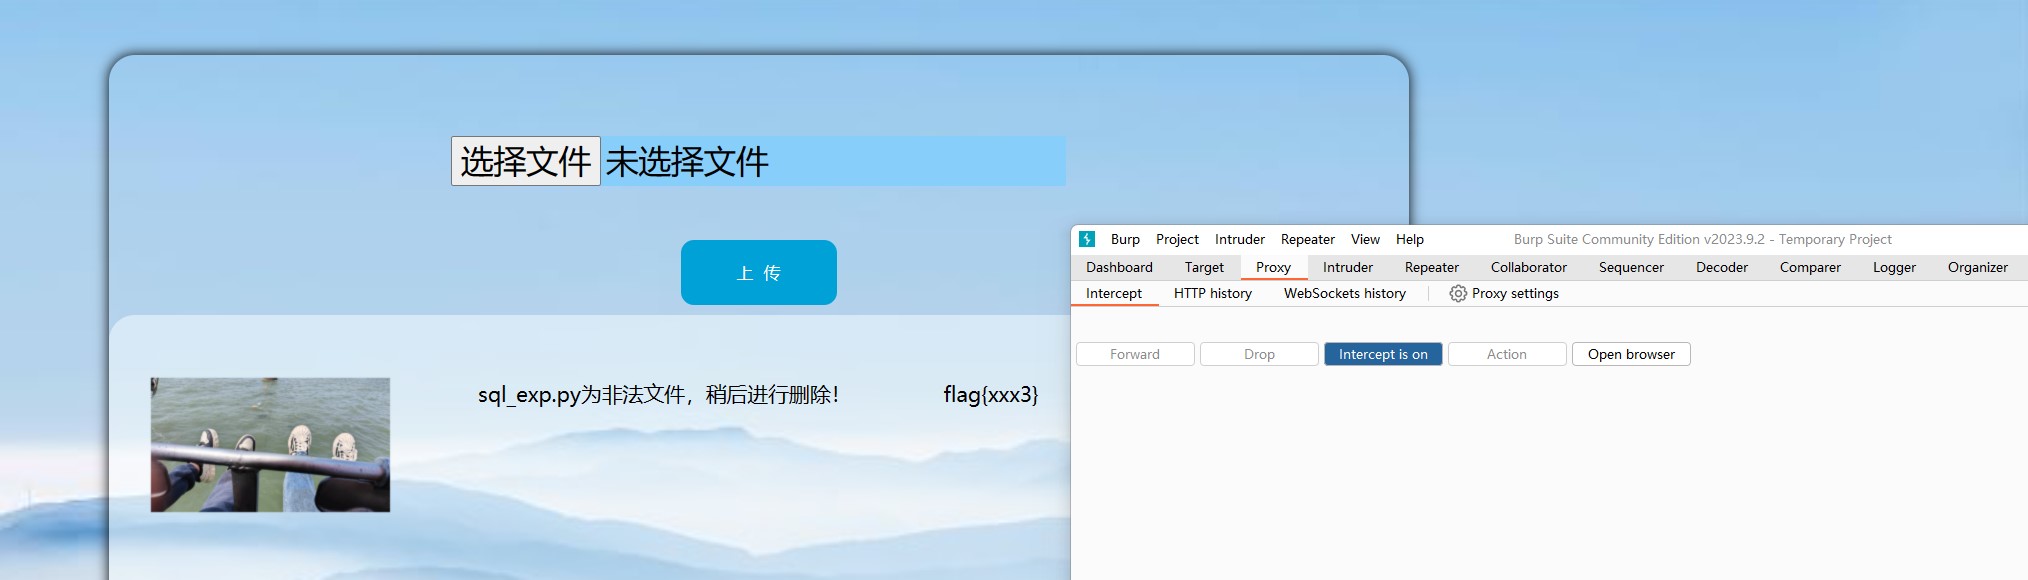 选择文件 未选择文件
上 传
sql_exp.py为非法文件，稍后进行删除！ flag{xxx3}
Burp Project Intruder Repeater View Help Burp Suite Community Edition v2023.9.2 - Temporary Project
Dashboard Target Proxy Intruder Repeater Collaborator Sequencer Decoder Comparer Logger Organizer
Intercept HTTP history WebSockets history Proxy settings
Forward Drop Intercept is on Action Open browser